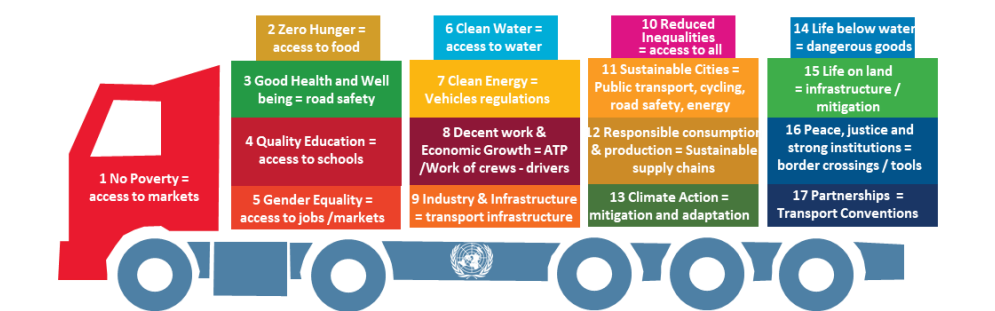 1 No Poverty =
access to markets
2 Zero Hunger =
access to food
3 Good Health and Well
being = road safety
4 Quality Education =
access to schools
5 Gender Equality =
access to jobs /markets
6 Clean Water =
access to water
7 Clean Energy =
Vehicles regulations
8 Decent work &
Economic Growth = ATP
/Work of crews - drivers
9 Industry & Infrastructure
= transport infrastructure
10 Reduced
Inequalities
= access to all
11 Sustainable Cities =
Public transport, cycling,
road safety, energy
12 Responsible consumption
& production = Sustainable
supply chains
13 Climate Action =
mitigation and adaptation
14 Life below water
= dangerous goods
15 Life on land
= infrastructure /
mitigation
16 Peace, justice and
strong institutions =
border crossings / tools
17 Partnerships =
Transport Conventions